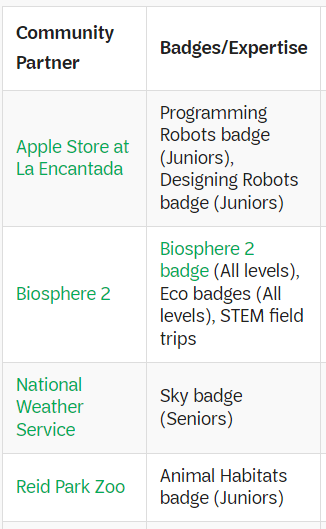 Community
Partner
Badges/Expertise
Apple Store at
La Encantada
Programming
Robots badge
(Juniors),
Designing Robots
badge (Juniors)
Biosphere 2
Biosphere 2
badge (All levels),
Eco badges (All
levels), STEM field
trips
National
Weather
Service
Sky badge
(Seniors)
Reid Park Zoo
Animal Habitats
badge (Juniors)